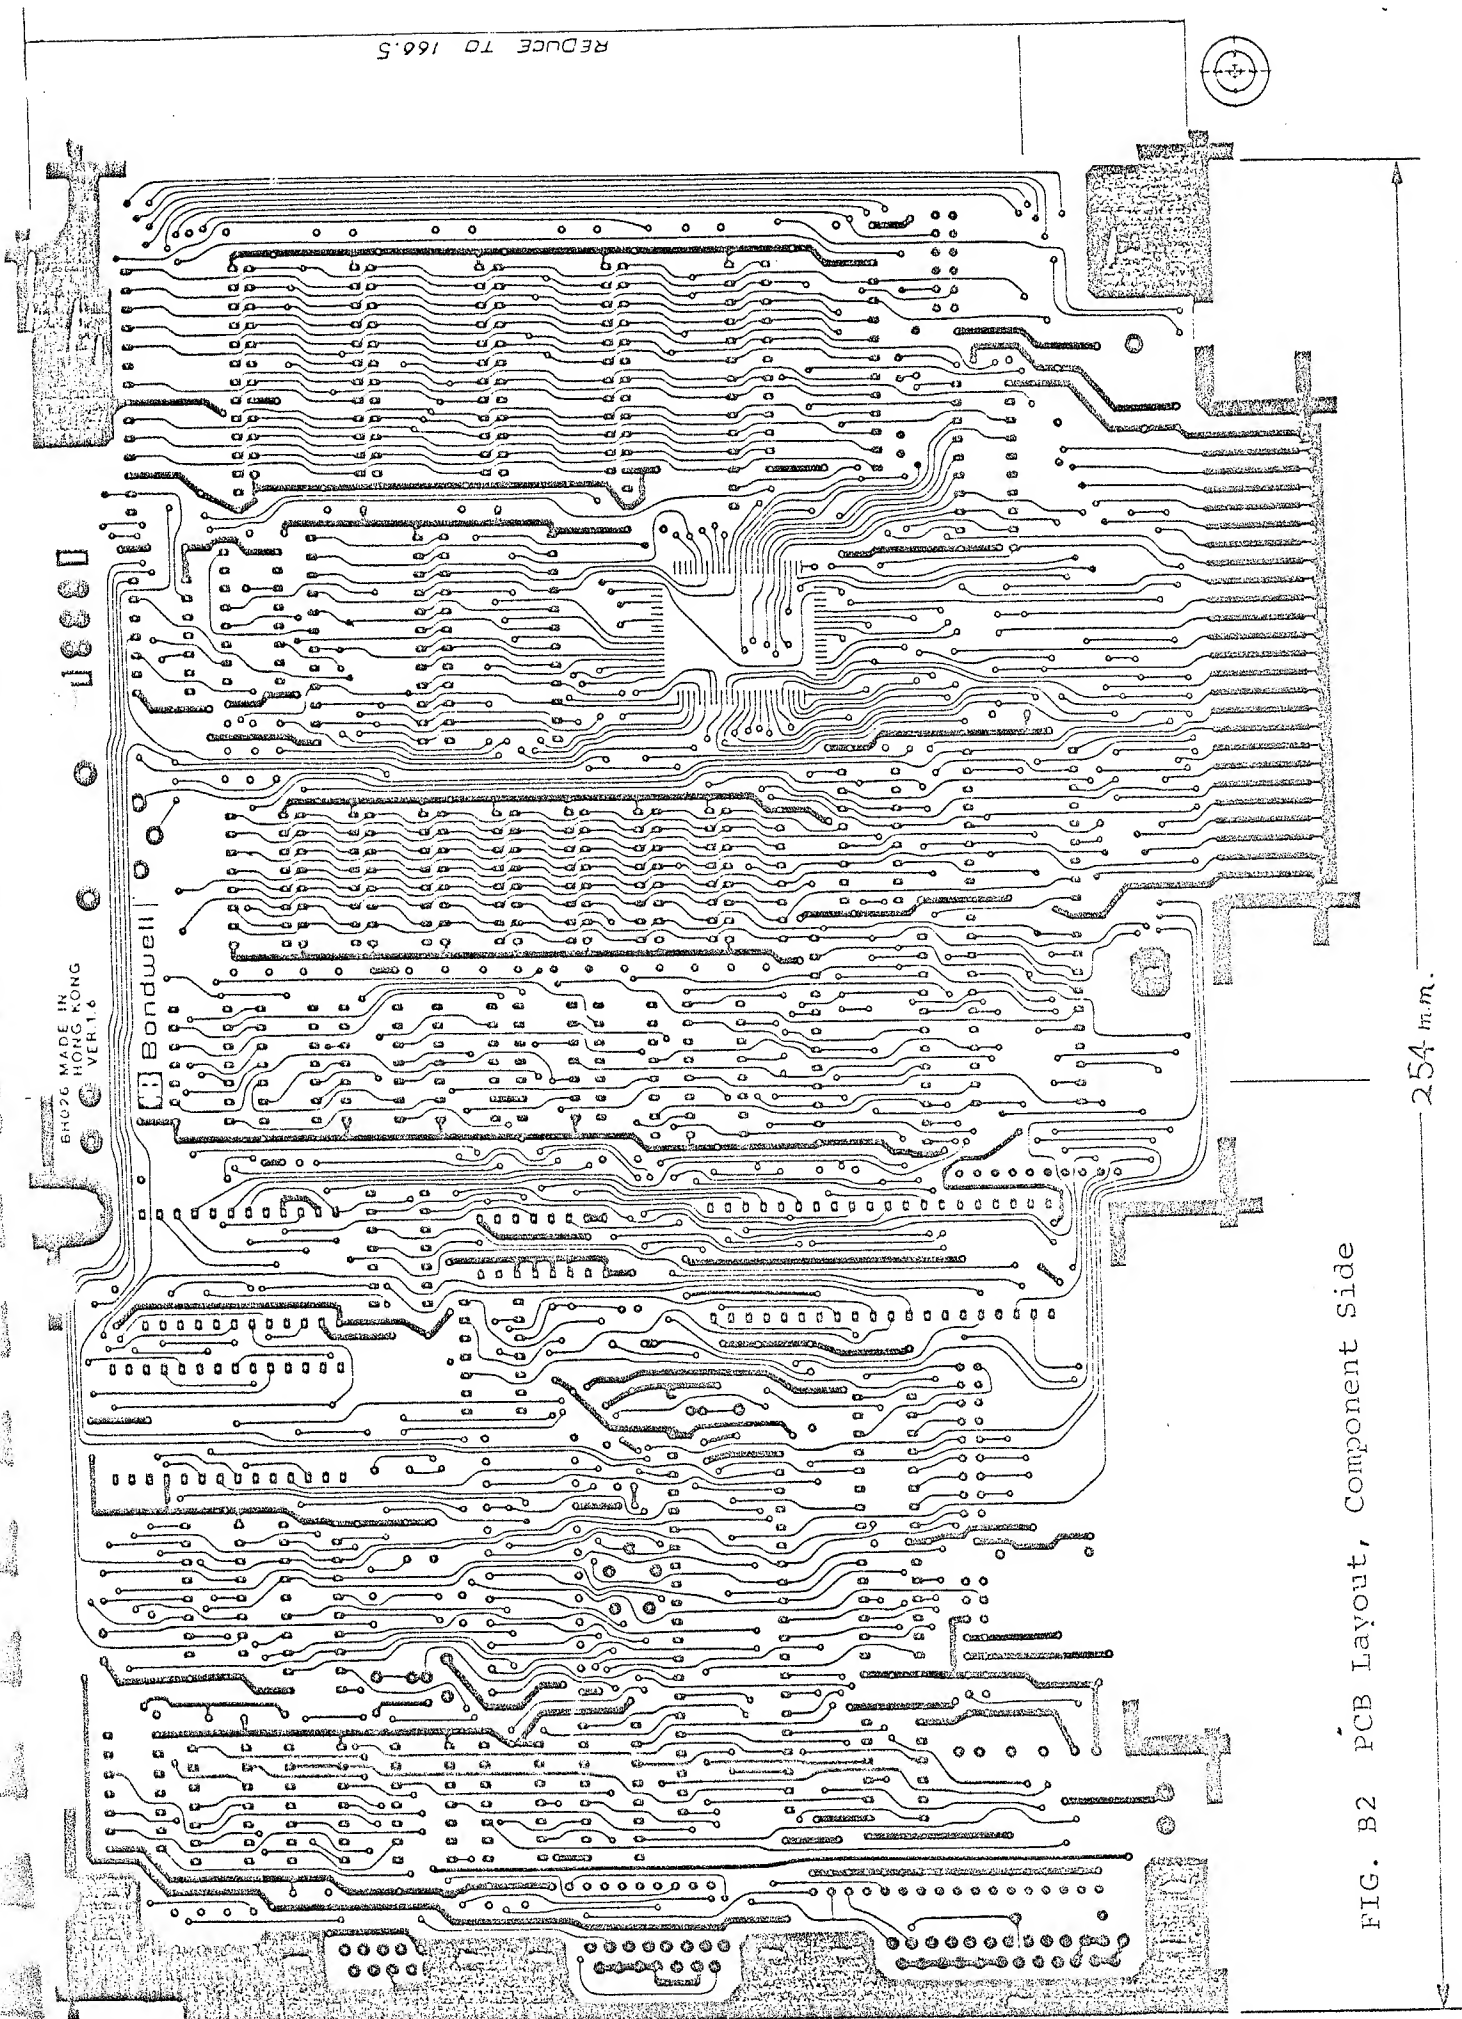 REDUCE TO 166.5
BH026 MADE IN
HONG KONG
VER.1.6
Bondwell
254 m.m.
FIG. B2 PCB Layout, Component Side